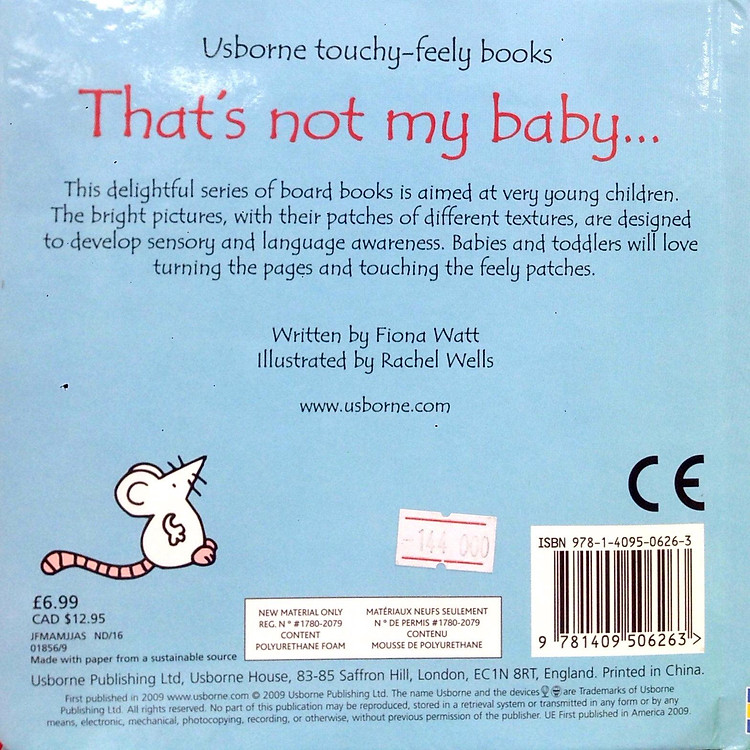 Usborne touchy-feely books
That's not my baby...
This delightful series of board books is aimed at very young children.
The bright pictures, with their patches of different textures, are designed
to develop sensory and language awareness. Babies and toddlers will love
turning the pages and touching the feely patches.
Written by Fiona Watt
Illustrated by Rachel Wells
www.usborne.com
CE
144 000
ISBN 978-1-4095-0626-3
9 781409 506263 >
£6.99
CAD $12.95
JFMAMJJAS ND/16
01856/9
Made with paper from a sustainable source
NEW MATERIAL ONLY
REG. N° #1780-2079
CONTENT
POLYURETHANE FOAM
MATÉRIAUX NEUFS SEULEMENT
N° DE PERMIS #1780-2079
CONTENU
MOUSSE DE POLYURETHANE
Usborne Publishing Ltd, Usborne House, 83-85 Saffron Hill, London, EC1N 8RT, England. Printed in China.
First published in 2009 www.usborne.com © 2009 Usborne Publishing Ltd. The name Usborne and the devices are Trademarks of Usborne
Publishing Ltd. All rights reserved. No part of this publication may be reproduced, stored in a retrieval system or transmitted in any form or by any
means, electronic, mechanical, photocopying, recording, or otherwise, without previous permission of the publisher. UE First published in America 2009.